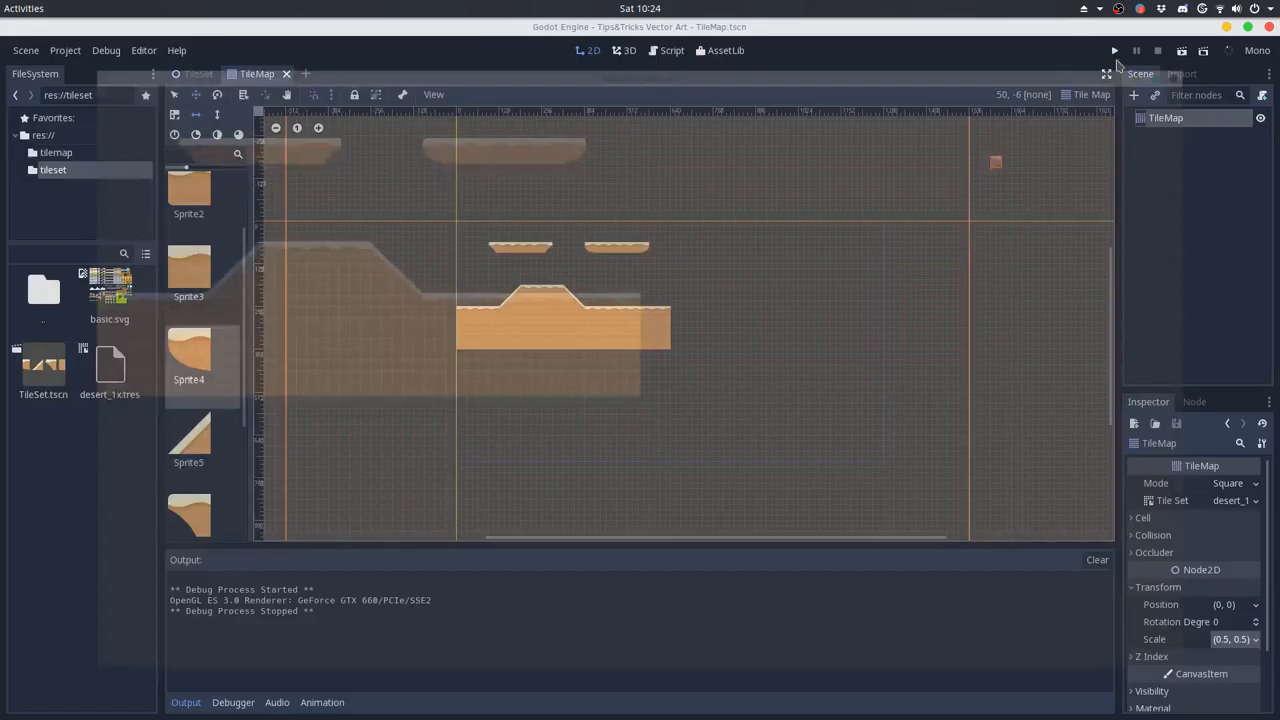 Activities
Sat 10:24
Godot Engine - Tips&Tricks Vector Art - TileMap.tscn
Scene Project Debug Editor Help
2D 3D Script AssetLib
Mono
FileSystem
TileSet TileMap
Scene Import
res://tileset
View
50, -6 [none] Tile Map
Filter nodes
Favorites:
res://
tilemap
tileset
TileMap
Sprite2
Sprite3
Sprite4
Sprite5
..
basic.svg
TileSet.tscn
desert_1x.tres
Inspector Node
TileMap
TileMap
Mode Square
Tile Set desert_1
Cell
Collision
Occluder
Node2D
Transform
Position (0, 0)
Rotation Degre 0
Scale (0.5, 0.5)
Z Index
CanvasItem
Visibility
Material
Output:
Clear
** Debug Process Started **
OpenGL ES 3.0 Renderer: GeForce GTX 660/PCIe/SSE2
** Debug Process Stopped **
Output Debugger Audio Animation